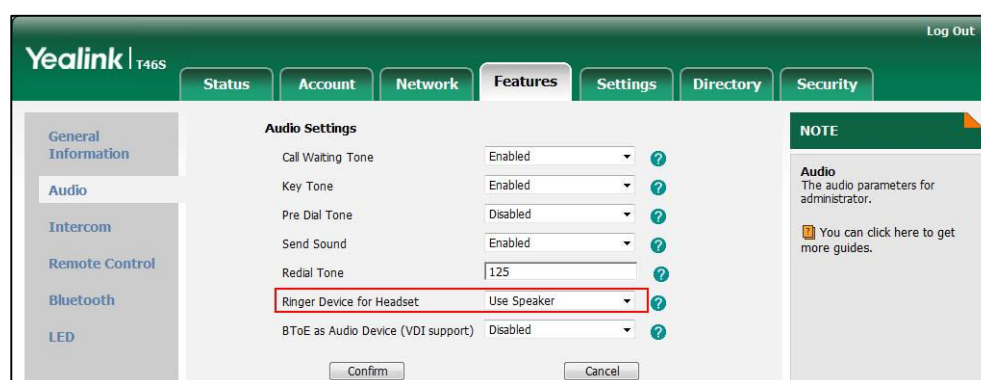 Log Out
Yealink T46S
Status Account Network Features Settings Directory Security
General
Information
Audio
Intercom
Remote Control
Bluetooth
LED
Audio Settings
Call Waiting Tone Enabled ?
Key Tone Enabled ?
Pre Dial Tone Disabled ?
Send Sound Enabled ?
Redial Tone 125 ?
Ringer Device for Headset Use Speaker ?
BToE as Audio Device (VDI support) Disabled ?
Confirm Cancel
NOTE
Audio
The audio parameters for
administrator.
? You can click here to get
more guides.